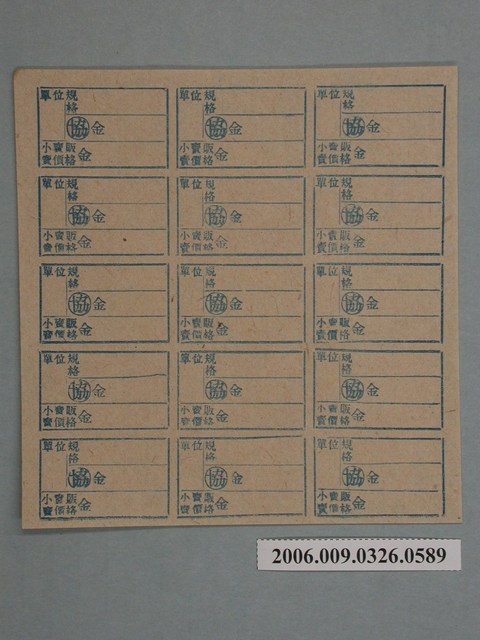 單位規
格
協金
小賣販
賣價格金
單位規
格
協金
小賣販
賣價格金
單位規
格
協金
小賣販
賣價格金
單位規
格
協金
小賣販
賣價格金
單位規
格
協金
小賣販
賣價格金
單位規
格
協金
小賣販
賣價格金
單位規
格
協金
小賣販
賣價格金
單位規
格
協金
小賣販
賣價格金
單位規
格
協金
小賣販
賣價格金
單位規
格
協金
小賣販
賣價格金
單位規
格
協金
小賣販
賣價格金
單位規
格
協金
小賣販
賣價格金
單位規
格
協金
小賣販
賣價格金
單位規
格
協金
小賣販
賣價格金
單位規
格
協金
小賣販
賣價格金
2006.009.0326.0589